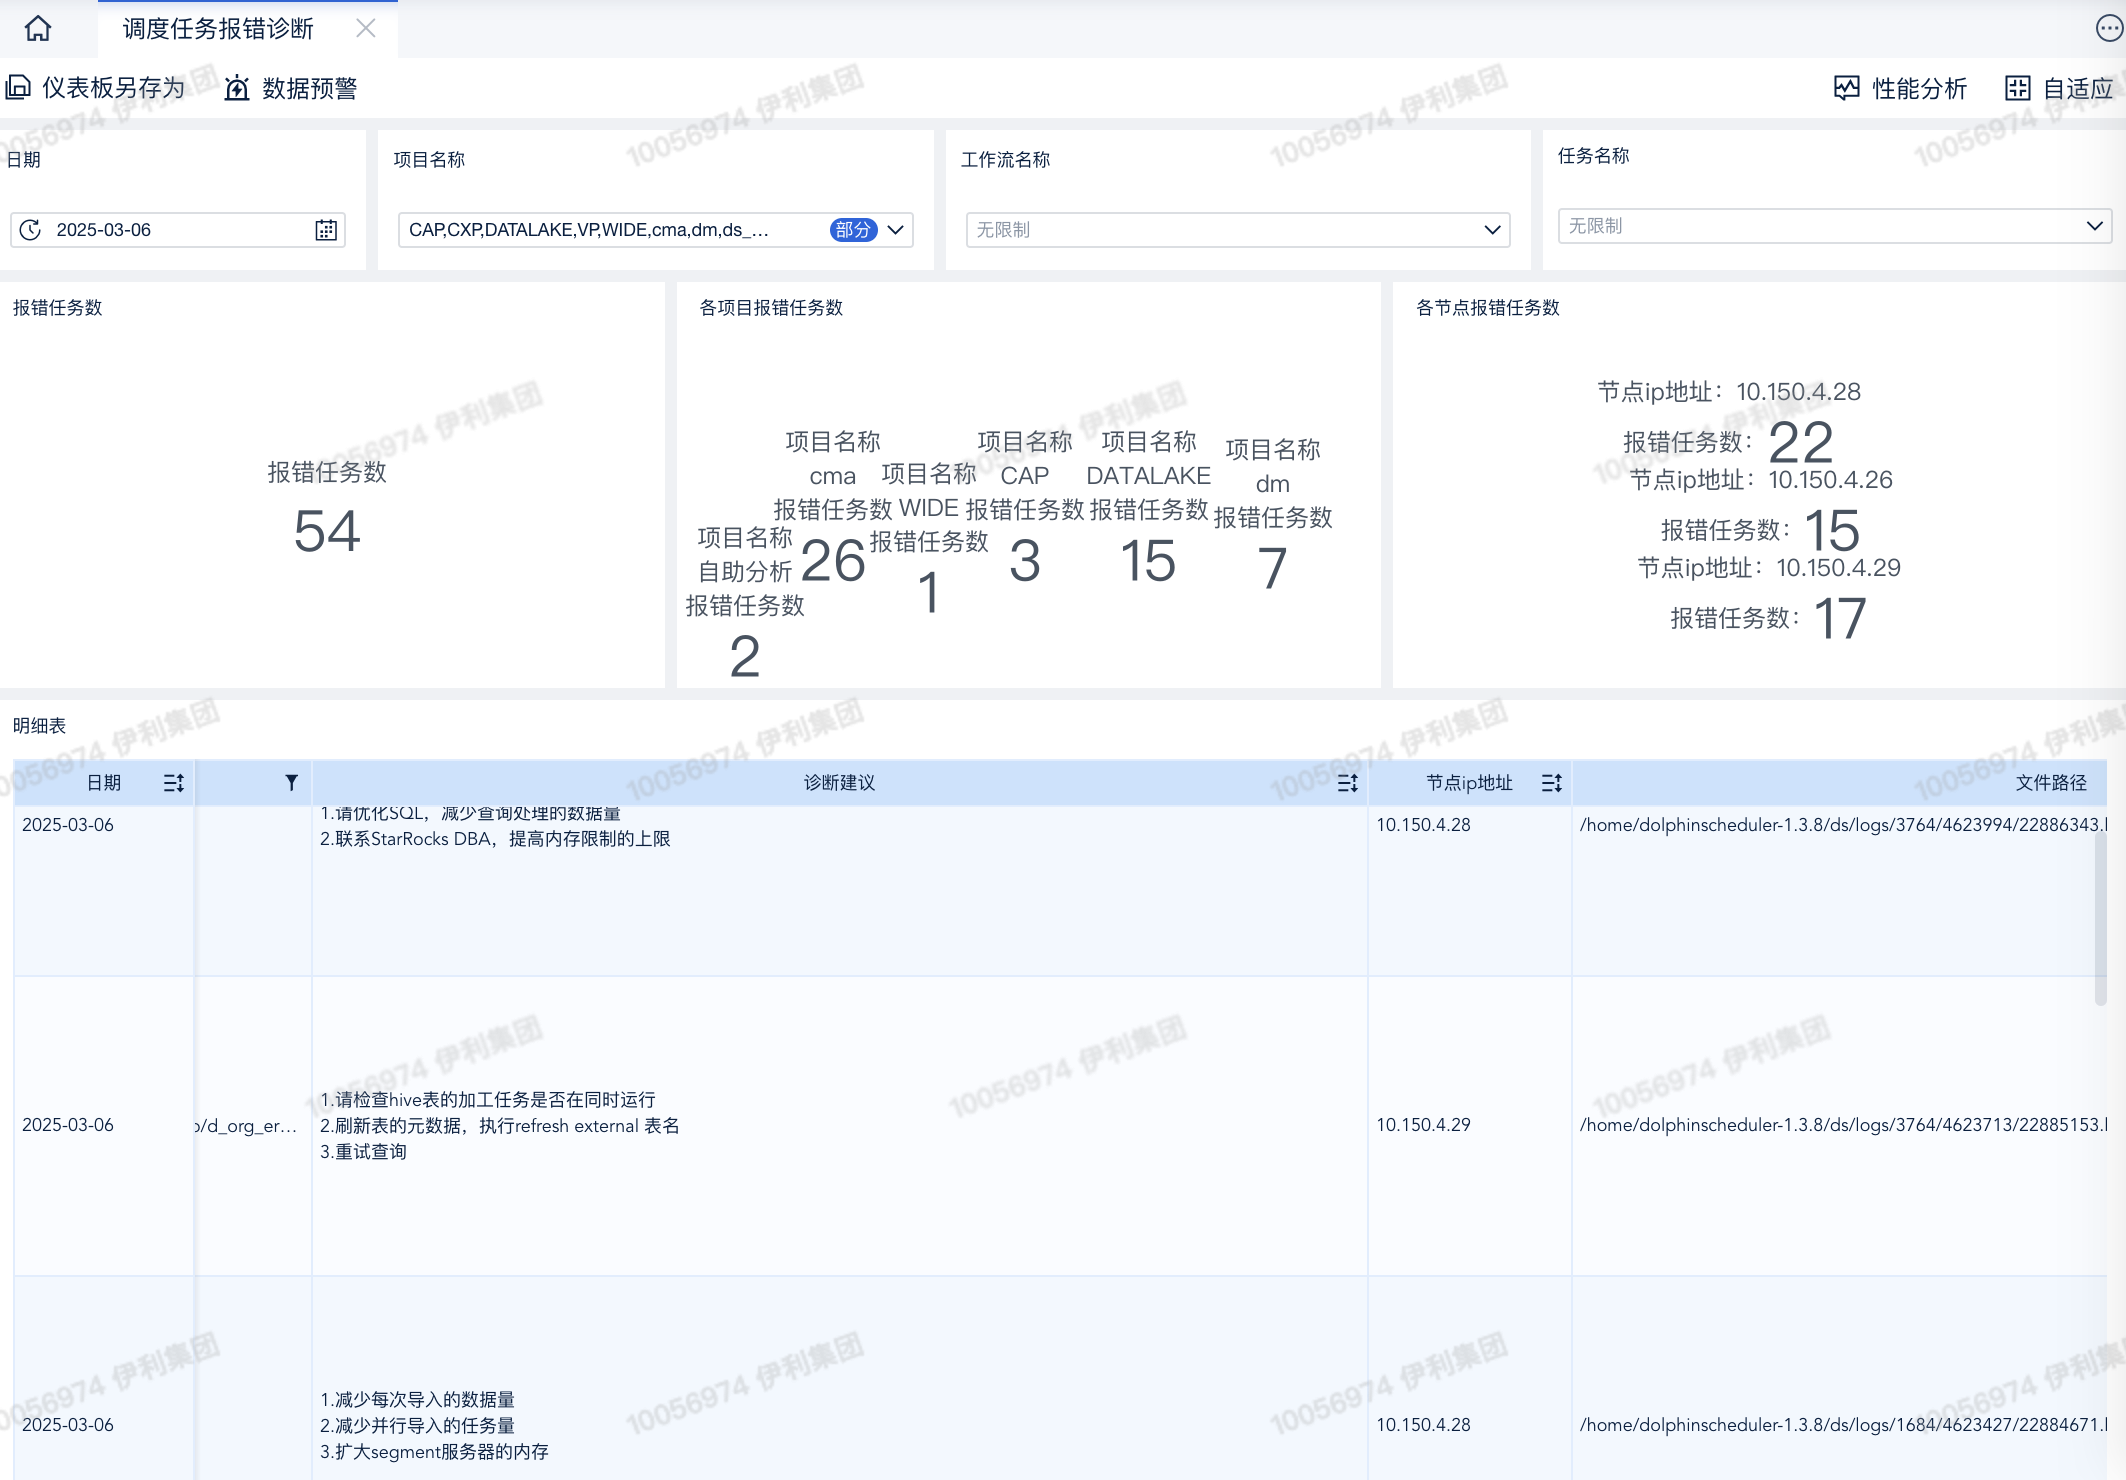 调度任务报错诊断
仪表板另存为
数据预警
性能分析
自适应
日期
2025-03-06
项目名称
CAP,CXP,DATALAKE,VP,WIDE,cma,dm,ds_...
部分
工作流名称
无限制
任务名称
无限制
报错任务数
报错任务数
54
各项目报错任务数
项目名称
自助分析
报错任务数
2
项目名称
cma
报错任务数
26
项目名称
WIDE
报错任务数
1
项目名称
CAP
报错任务数
3
项目名称
DATALAKE
报错任务数
15
项目名称
dm
报错任务数
7
各节点报错任务数
节点ip地址：10.150.4.28
报错任务数：22
节点ip地址：10.150.4.26
报错任务数：15
节点ip地址：10.150.4.29
报错任务数：17
明细表
日期
诊断建议
节点ip地址
文件路径
2025-03-06
1.请优化SQL，减少查询处理的数据量
2.联系StarRocks DBA，提高内存限制的上限
10.150.4.28
/home/dolphinscheduler-1.3.8/ds/logs/3764/4623994/22886343.l
2025-03-06
/d_org_er...
1.请检查hive表的加工任务是否在同时运行
2.刷新表的元数据，执行refresh external 表名
3.重试查询
10.150.4.29
/home/dolphinscheduler-1.3.8/ds/logs/3764/4623713/22885153.l
2025-03-06
1.减少每次导入的数据量
2.减少并行导入的任务量
3.扩大segment服务器的内存
10.150.4.28
/home/dolphinscheduler-1.3.8/ds/logs/1684/4623427/22884671.l
10056974 伊利集团